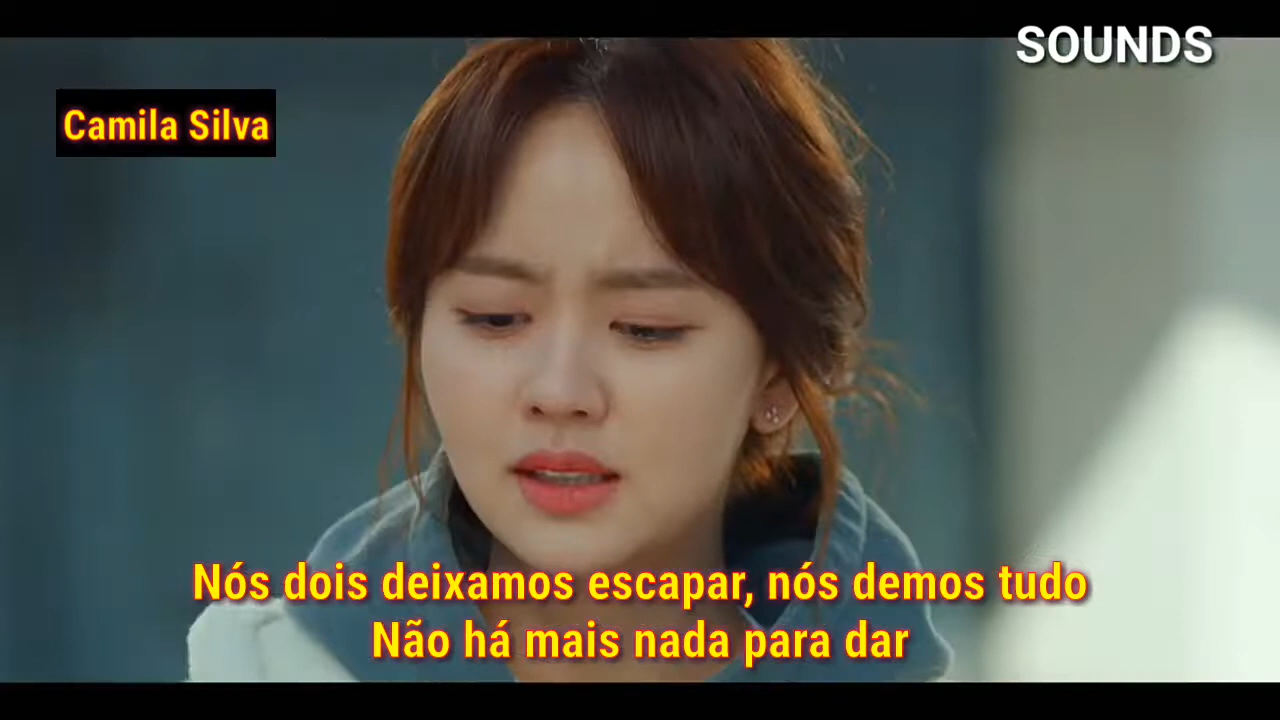 SOUNDS
Camila Silva
Nós dois deixamos escapar, nós demos tudo
Não há mais nada para dar